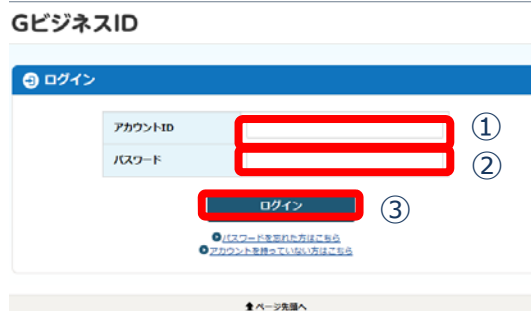 GビジネスID
ログイン
アカウントID
①
パスワード
②
ログイン
③
パスワードを忘れた方はこちら
アカウントを持っていない方はこちら
ページ先頭へ